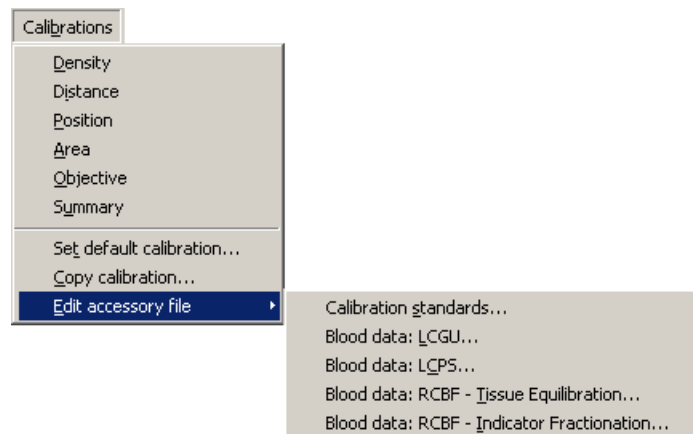 Calibrations
Density
Distance
Position
Area
Objective
Summary
Set default calibration...
Copy calibration...
Edit accessory file
Calibration standards...
Blood data: LCGU...
Blood data: LCPS...
Blood data: RCBF - Tissue Equilibration...
Blood data: RCBF - Indicator Fractionation...